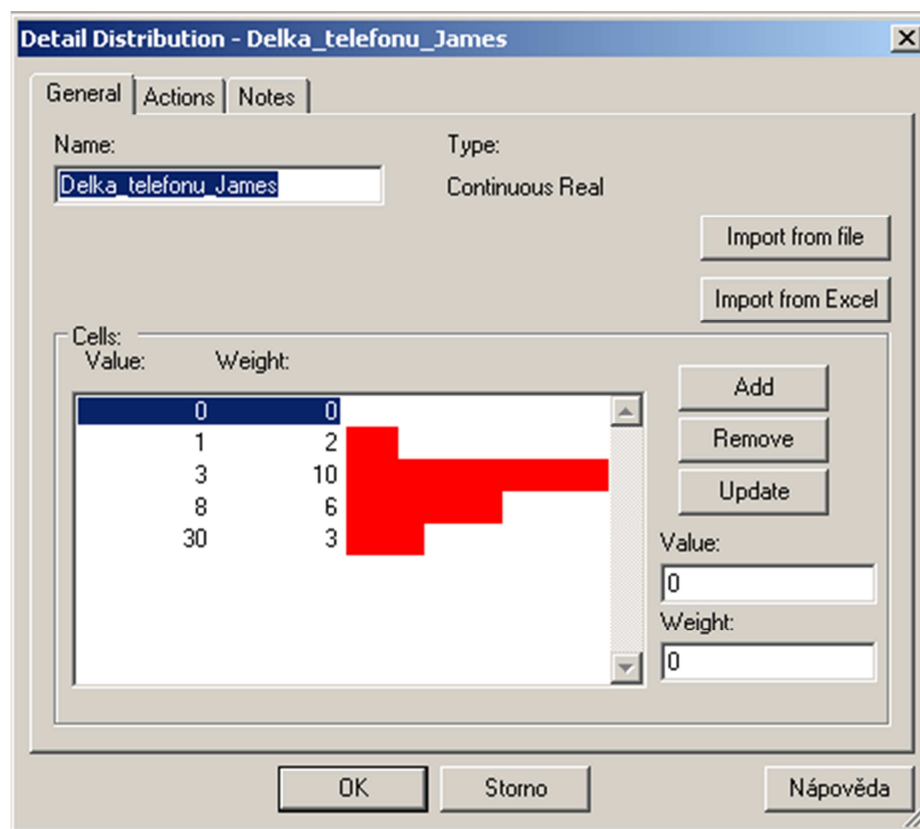 Detail Distribution - Delka_telefonu_James
General Actions Notes
Name: Type:
Delka_telefonu_James Continuous Real
Import from file
Import from Excel
Cells:
Value: Weight:
0 0
1 2
3 10
8 6
30 3
Add
Remove
Update
Value:
0
Weight:
0
OK Storno Nápověda